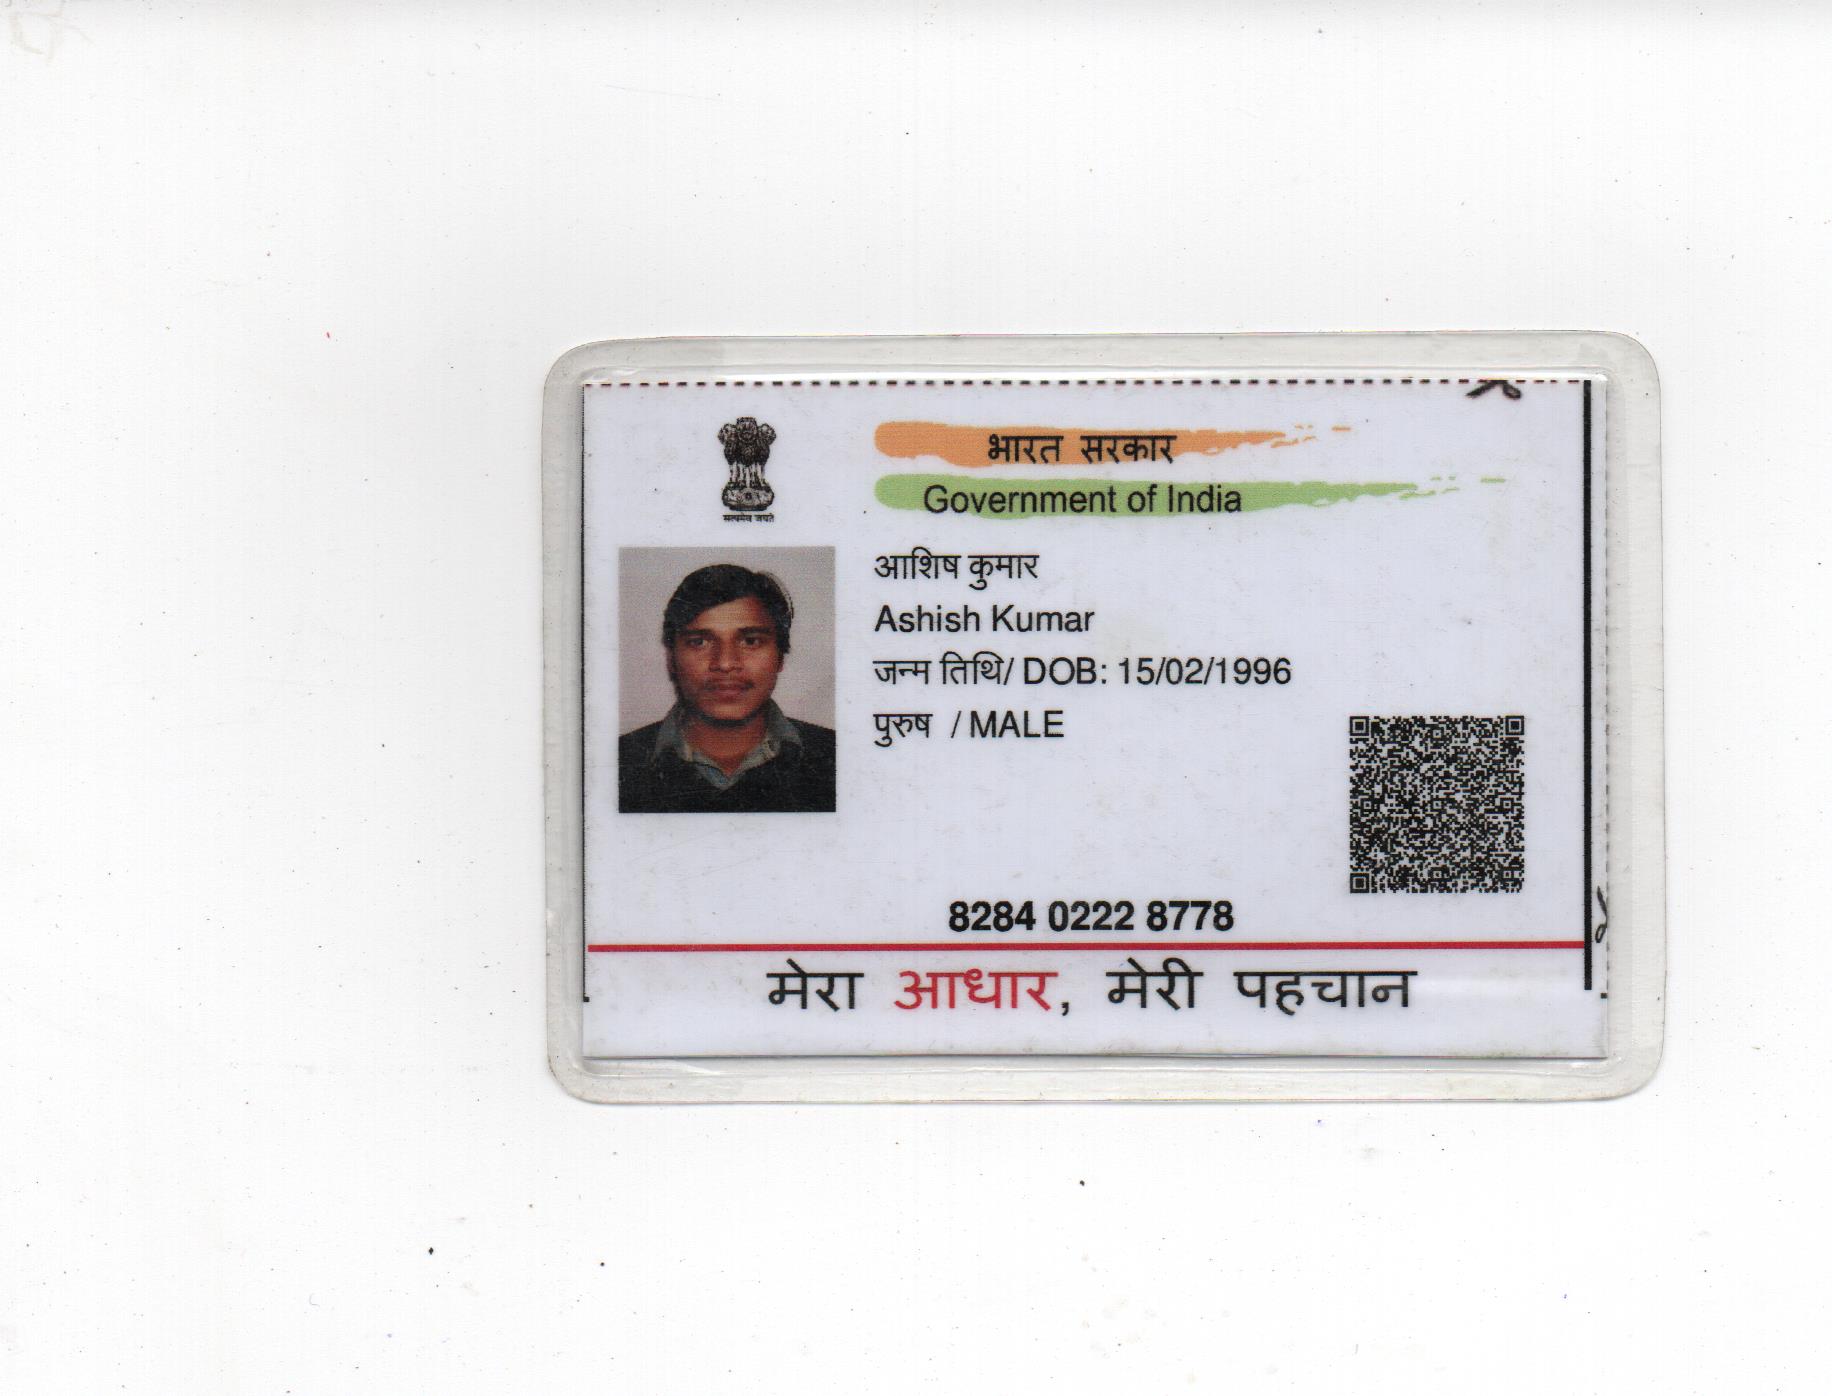 सत्यमेव जयते
भारत सरकार
Government of India
आशिष कुमार
Ashish Kumar
जन्म तिथि/ DOB: 15/02/1996
पुरुष / MALE
8284 0222 8778
मेरा आधार, मेरी पहचान